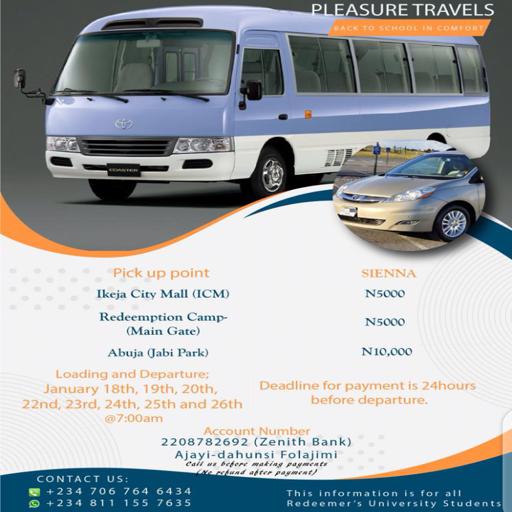 PLEASURE TRAVELS
BACK TO SCHOOL IN COMFORT
COASTER
Pick up point SIENNA
Ikeja City Mall (ICM) N5000
Redeemption Camp-
(Main Gate) N5000
Abuja (Jabi Park) N10,000
Loading and Departure;
January 18th, 19th, 20th,
22nd, 23rd, 24th, 25th and 26th
@7:00am
Deadline for payment is 24hours
before departure.
Account Number
2208782692 (Zenith Bank)
Ajayi-dahunsi Folajimi
Call us before making payments
(No refund after payment)
CONTACT US:
+234 706 764 6434
+234 811 155 7635
This information is for all
Redeemer's University Students